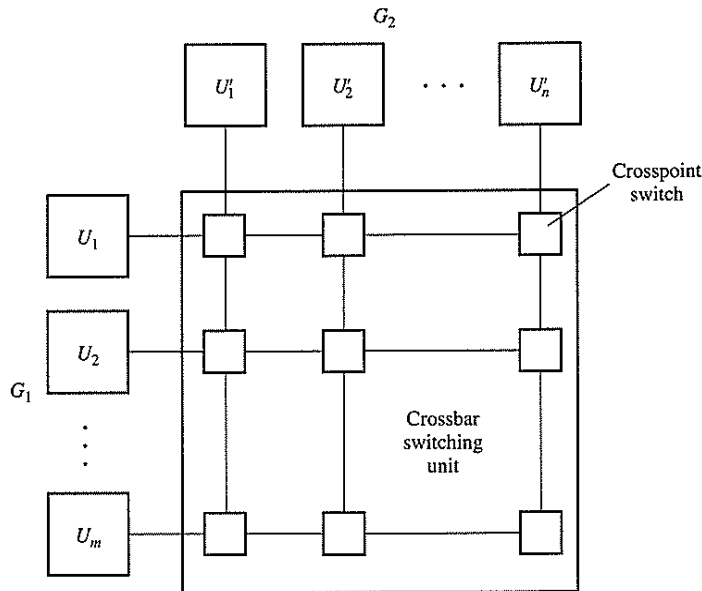 G₂
U'₁
U'₂
· · ·
U'ₙ
Crosspoint
switch
U₁
U₂
G₁
Crossbar
switching
unit
Uₘ